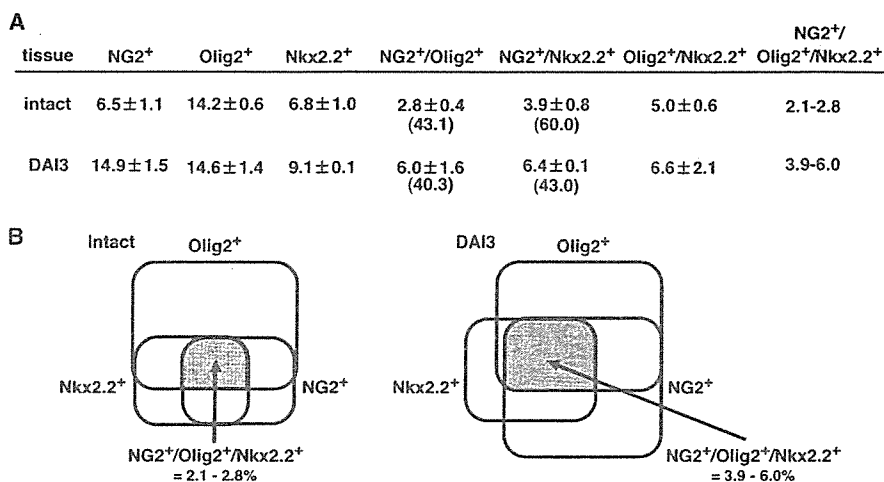 A
NG2+/
tissue NG2+ Olig2+ Nkx2.2+ NG2+/Olig2+ NG2+/Nkx2.2+ Olig2+/Nkx2.2+ Olig2+/Nkx2.2+
intact 6.5±1.1 14.2±0.6 6.8±1.0 2.8±0.4 3.9±0.8 5.0±0.6 2.1-2.8
(43.1) (60.0)
DAI3 14.9±1.5 14.6±1.4 9.1±0.1 6.0±1.6 6.4±0.1 6.6±2.1 3.9-6.0
(40.3) (43.0)
B
Intact Olig2+
Nkx2.2+ NG2+
NG2+/Olig2+/Nkx2.2+
= 2.1 - 2.8%
DAI3 Olig2+
Nkx2.2+ NG2+
NG2+/Olig2+/Nkx2.2+
= 3.9 - 6.0%